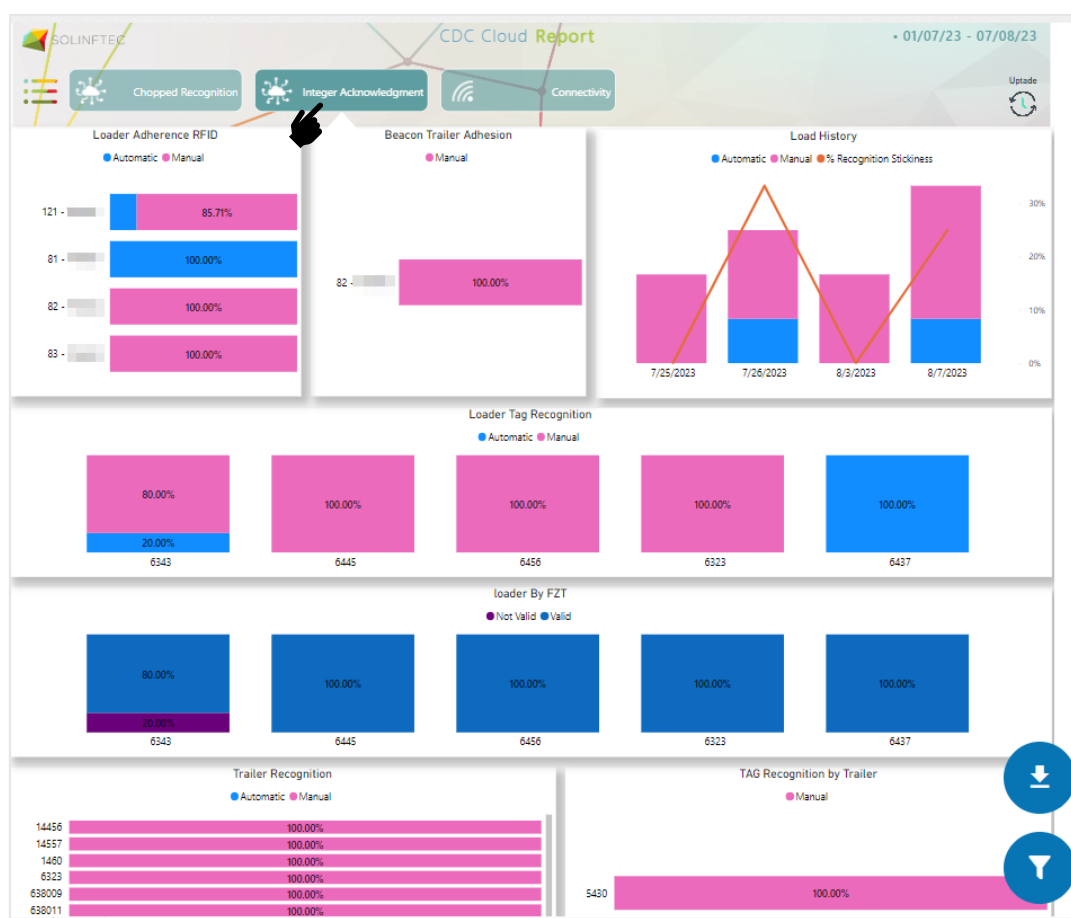 SOLINFTEC
CDC Cloud Report
• 01/07/23 - 07/08/23
Chopped Recognition
Integer Acknowledgment
Connectivity
Uptade
Loader Adherence RFID
Automatic Manual
121 -
85.71%
81 -
100.00%
82 -
100.00%
83 -
100.00%
Beacon Trailer Adhesion
Manual
82 -
100.00%
Load History
Automatic Manual % Recognition Stickiness
30%
20%
10%
0%
7/25/2023 7/26/2023 8/3/2023 8/7/2023
Loader Tag Recognition
Automatic Manual
80.00% 100.00% 100.00% 100.00% 100.00%
20.00%
6343 6445 6456 6323 6437
loader By FZT
Not Valid Valid
80.00% 100.00% 100.00% 100.00% 100.00%
20.00%
6343 6445 6456 6323 6437
Trailer Recognition
Automatic Manual
14456 100.00%
14557 100.00%
1460 100.00%
6323 100.00%
638009 100.00%
638011 100.00%
TAG Recognition by Trailer
Manual
5430 100.00%